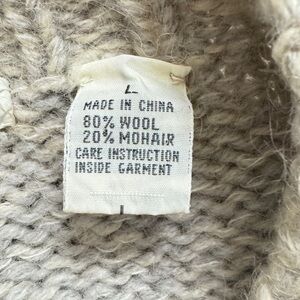 L
MADE IN CHINA
80% WOOL
20% MOHAIR
CARE INSTRUCTION
INSIDE GARMENT